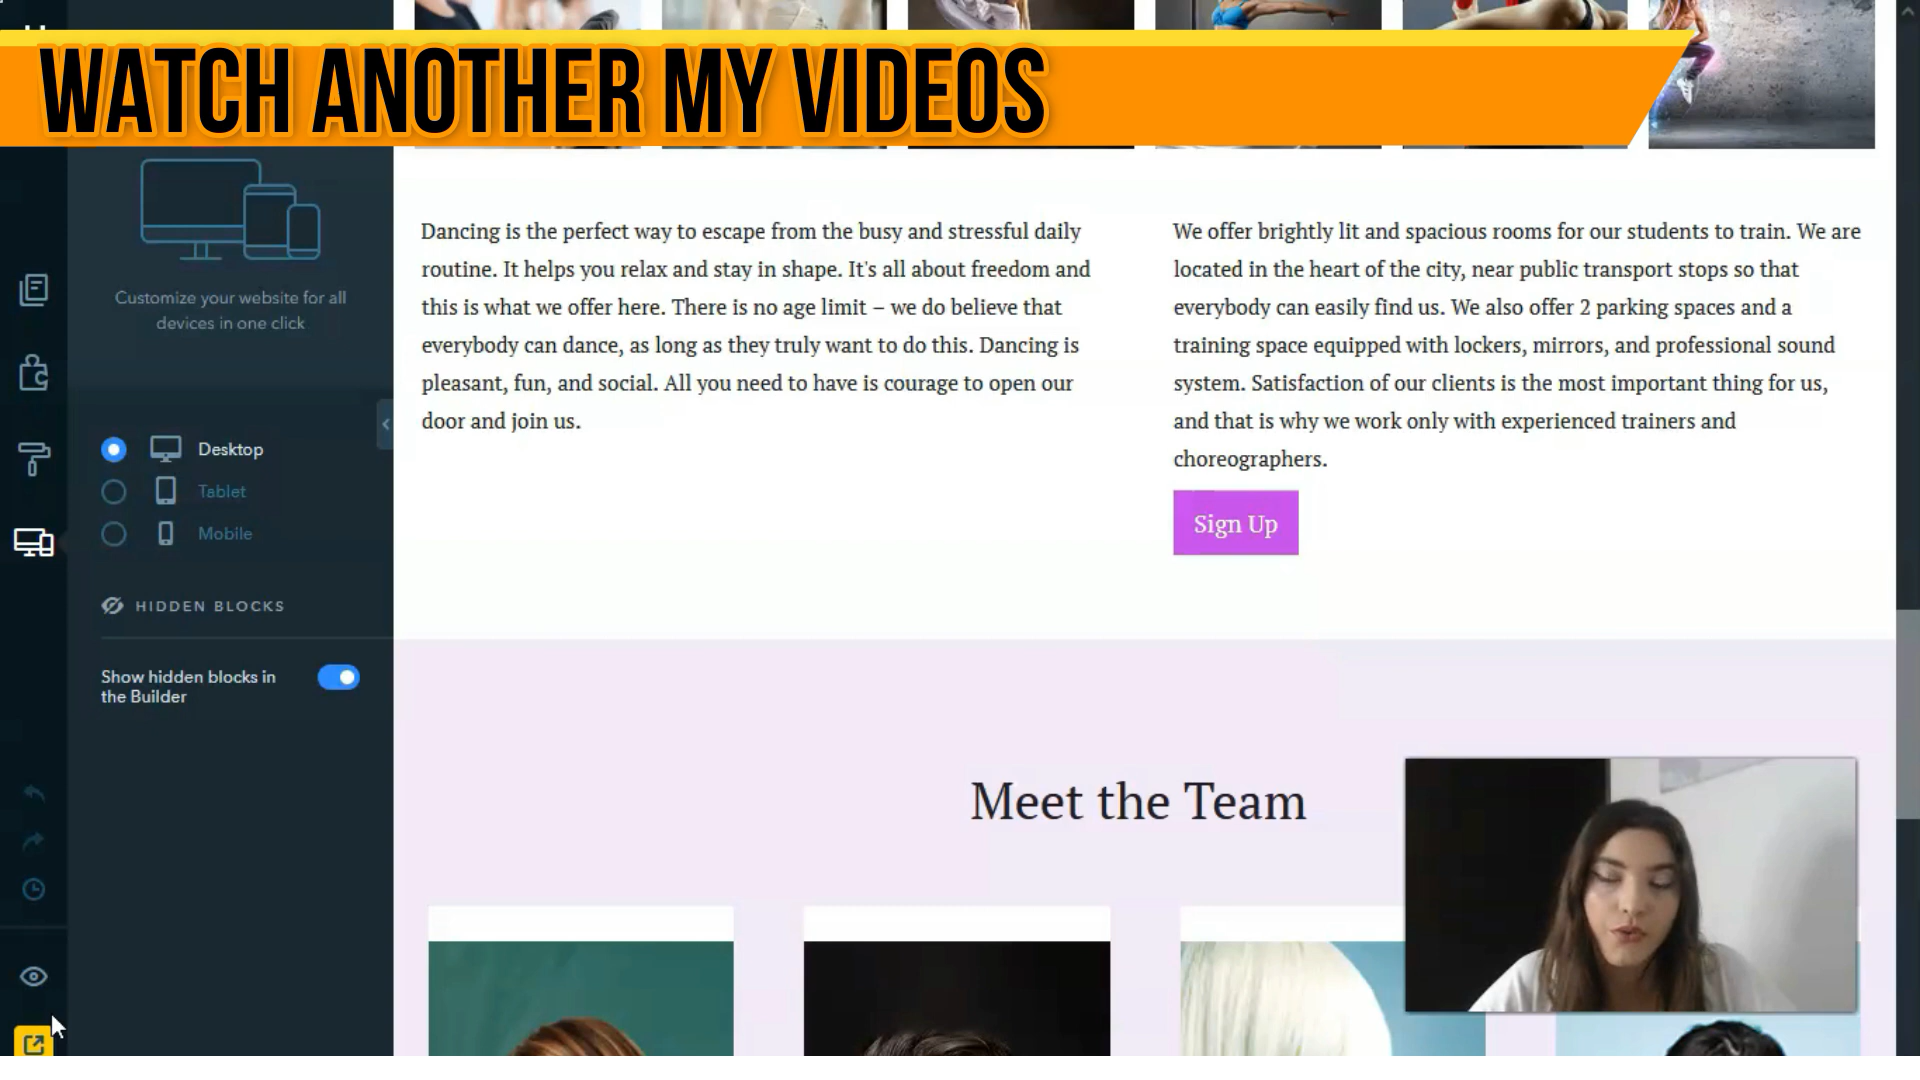 WATCH ANOTHER MY VIDEOS
Customize your website for all
devices in one click
Desktop
Tablet
Mobile
HIDDEN BLOCKS
Show hidden blocks in
the Builder
Dancing is the perfect way to escape from the busy and stressful daily
routine. It helps you relax and stay in shape. It's all about freedom and
this is what we offer here. There is no age limit – we do believe that
everybody can dance, as long as they truly want to do this. Dancing is
pleasant, fun, and social. All you need to have is courage to open our
door and join us.
We offer brightly lit and spacious rooms for our students to train. We are
located in the heart of the city, near public transport stops so that
everybody can easily find us. We also offer 2 parking spaces and a
training space equipped with lockers, mirrors, and professional sound
system. Satisfaction of our clients is the most important thing for us,
and that is why we work only with experienced trainers and
choreographers.
Sign Up
Meet the Team